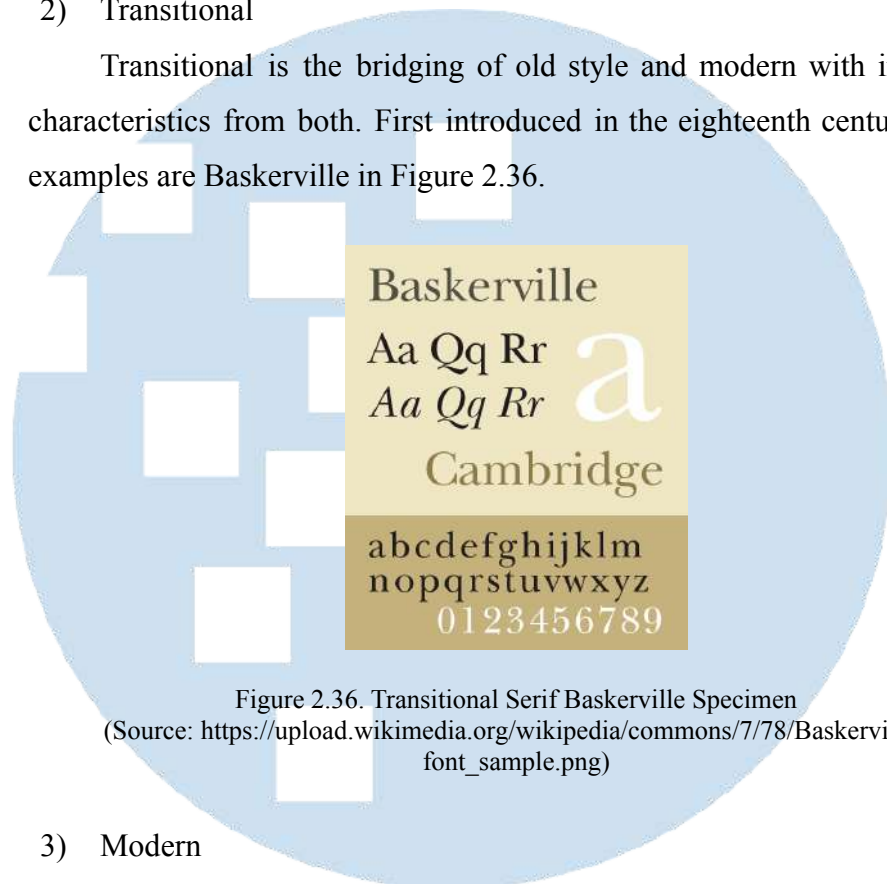 2) Transitional
Transitional is the bridging of old style and modern with
characteristics from both. First introduced in the eighteenth
examples are Baskerville in Figure 2.36.
Baskerville
Aa Qq Rr
a
Aa Qq Rr
Cambridge
abcdefghijklm
nopqrstuvwxyz
0123456789
Figure 2.36. Transitional Serif Baskerville Specimen
(Source: https://upload.wikimedia.org/wikipedia/commons/7/78/Baskervi
font_sample.png)
3) Modern